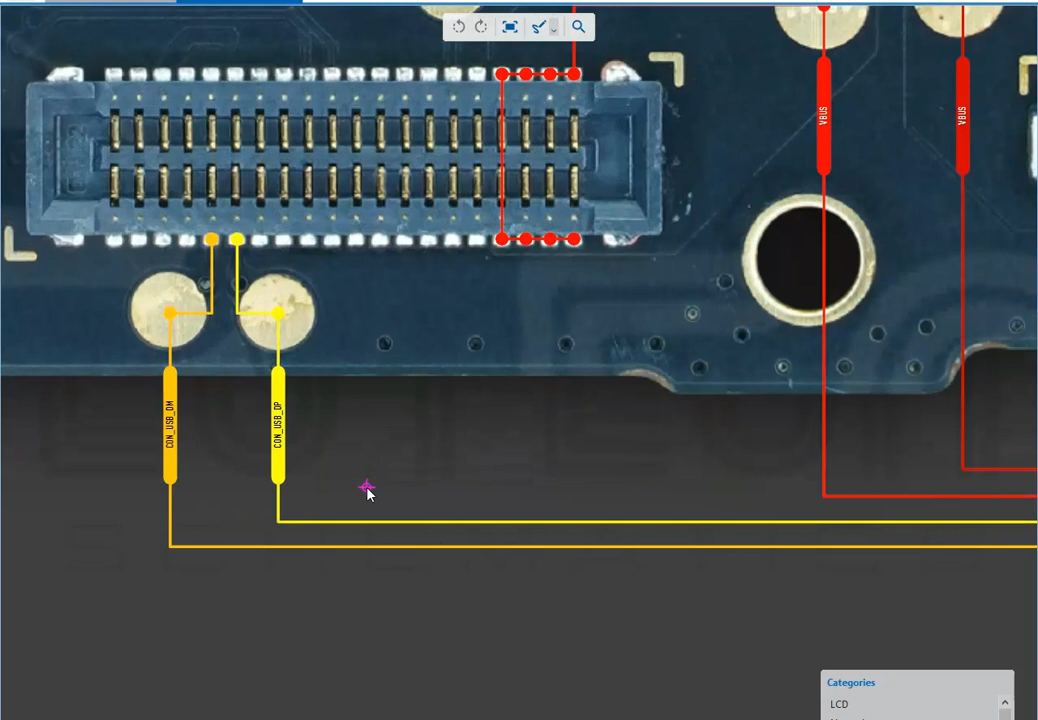 VBUS
VBUS
CON_USB_DM
CON_USB_DP
Categories
LCD